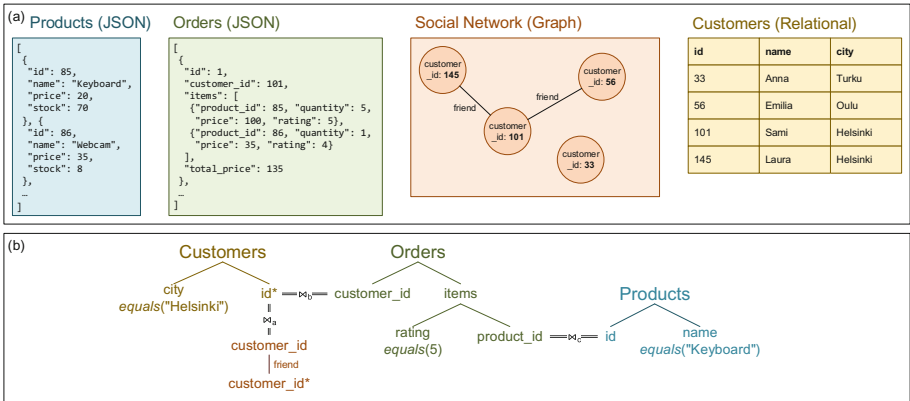 (a)
Products (JSON)
[
{
"id": 85,
"name": "Keyboard",
"price": 20,
"stock": 70
}, {
"id": 86,
"name": "Webcam",
"price": 35,
"stock": 8
},
…
]
Orders (JSON)
[
{
"id": 1,
"customer_id": 101,
"items": [
{"product_id": 85, "quantity": 5,
"price": 100, "rating": 5},
{"product_id": 86, "quantity": 1,
"price": 35, "rating": 4}
],
"total_price": 135
},
…
]
Social Network (Graph)
customer
_id: 145
customer
_id: 56
friend
friend
customer
_id: 101
customer
_id: 33
Customers (Relational)
id name city
33 Anna Turku
56 Emilia Oulu
101 Sami Helsinki
145 Laura Helsinki
(b)
Customers
Orders
city
equals("Helsinki")
id* ⋈b customer_id
items
Products
⋈a
customer_id
friend
customer_id*
rating
equals(5)
product_id ⋈c id
name
equals("Keyboard")